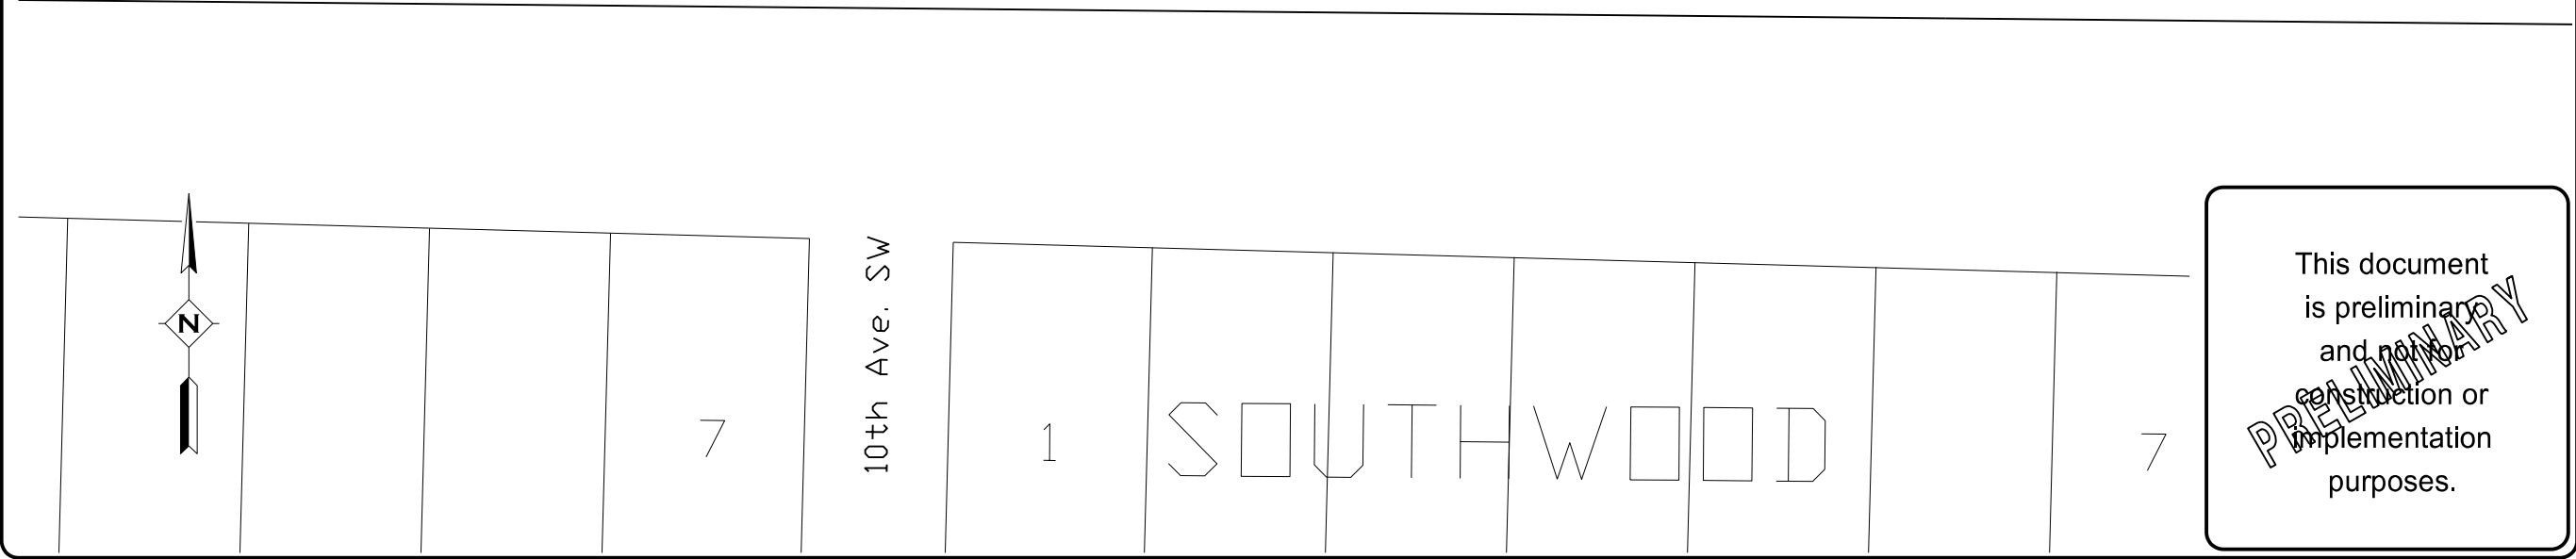 N
7
10th Ave. SW
1
SOUTHWOOD
7
This document
is preliminary
and not for
construction or
implementation
purposes.
PRELIMINARY